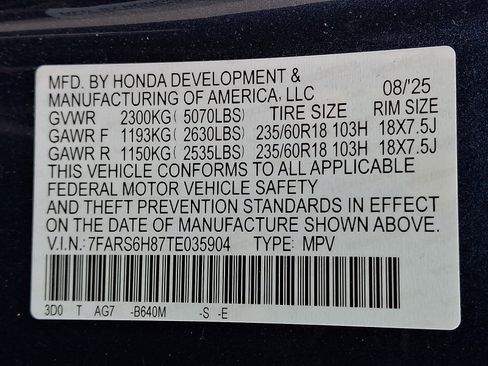 MFD. BY HONDA DEVELOPMENT &
MANUFACTURING OF AMERICA, LLC 08/'25
GVWR 2300KG ( 5070LBS) TIRE SIZE RIM SIZE
GAWR F 1193KG ( 2630LBS) 235/60R18 103H 18X7.5J
GAWR R 1150KG ( 2535LBS) 235/60R18 103H 18X7.5J
THIS VEHICLE CONFORMS TO ALL APPLICABLE
FEDERAL MOTOR VEHICLE SAFETY
AND THEFT PREVENTION STANDARDS IN EFFECT
ON THE DATE OF MANUFACTURE SHOWN ABOVE.
V.I.N.: 7FARS6H87TE035904 TYPE: MPV
3D0 T AG7 -B640M -S -E